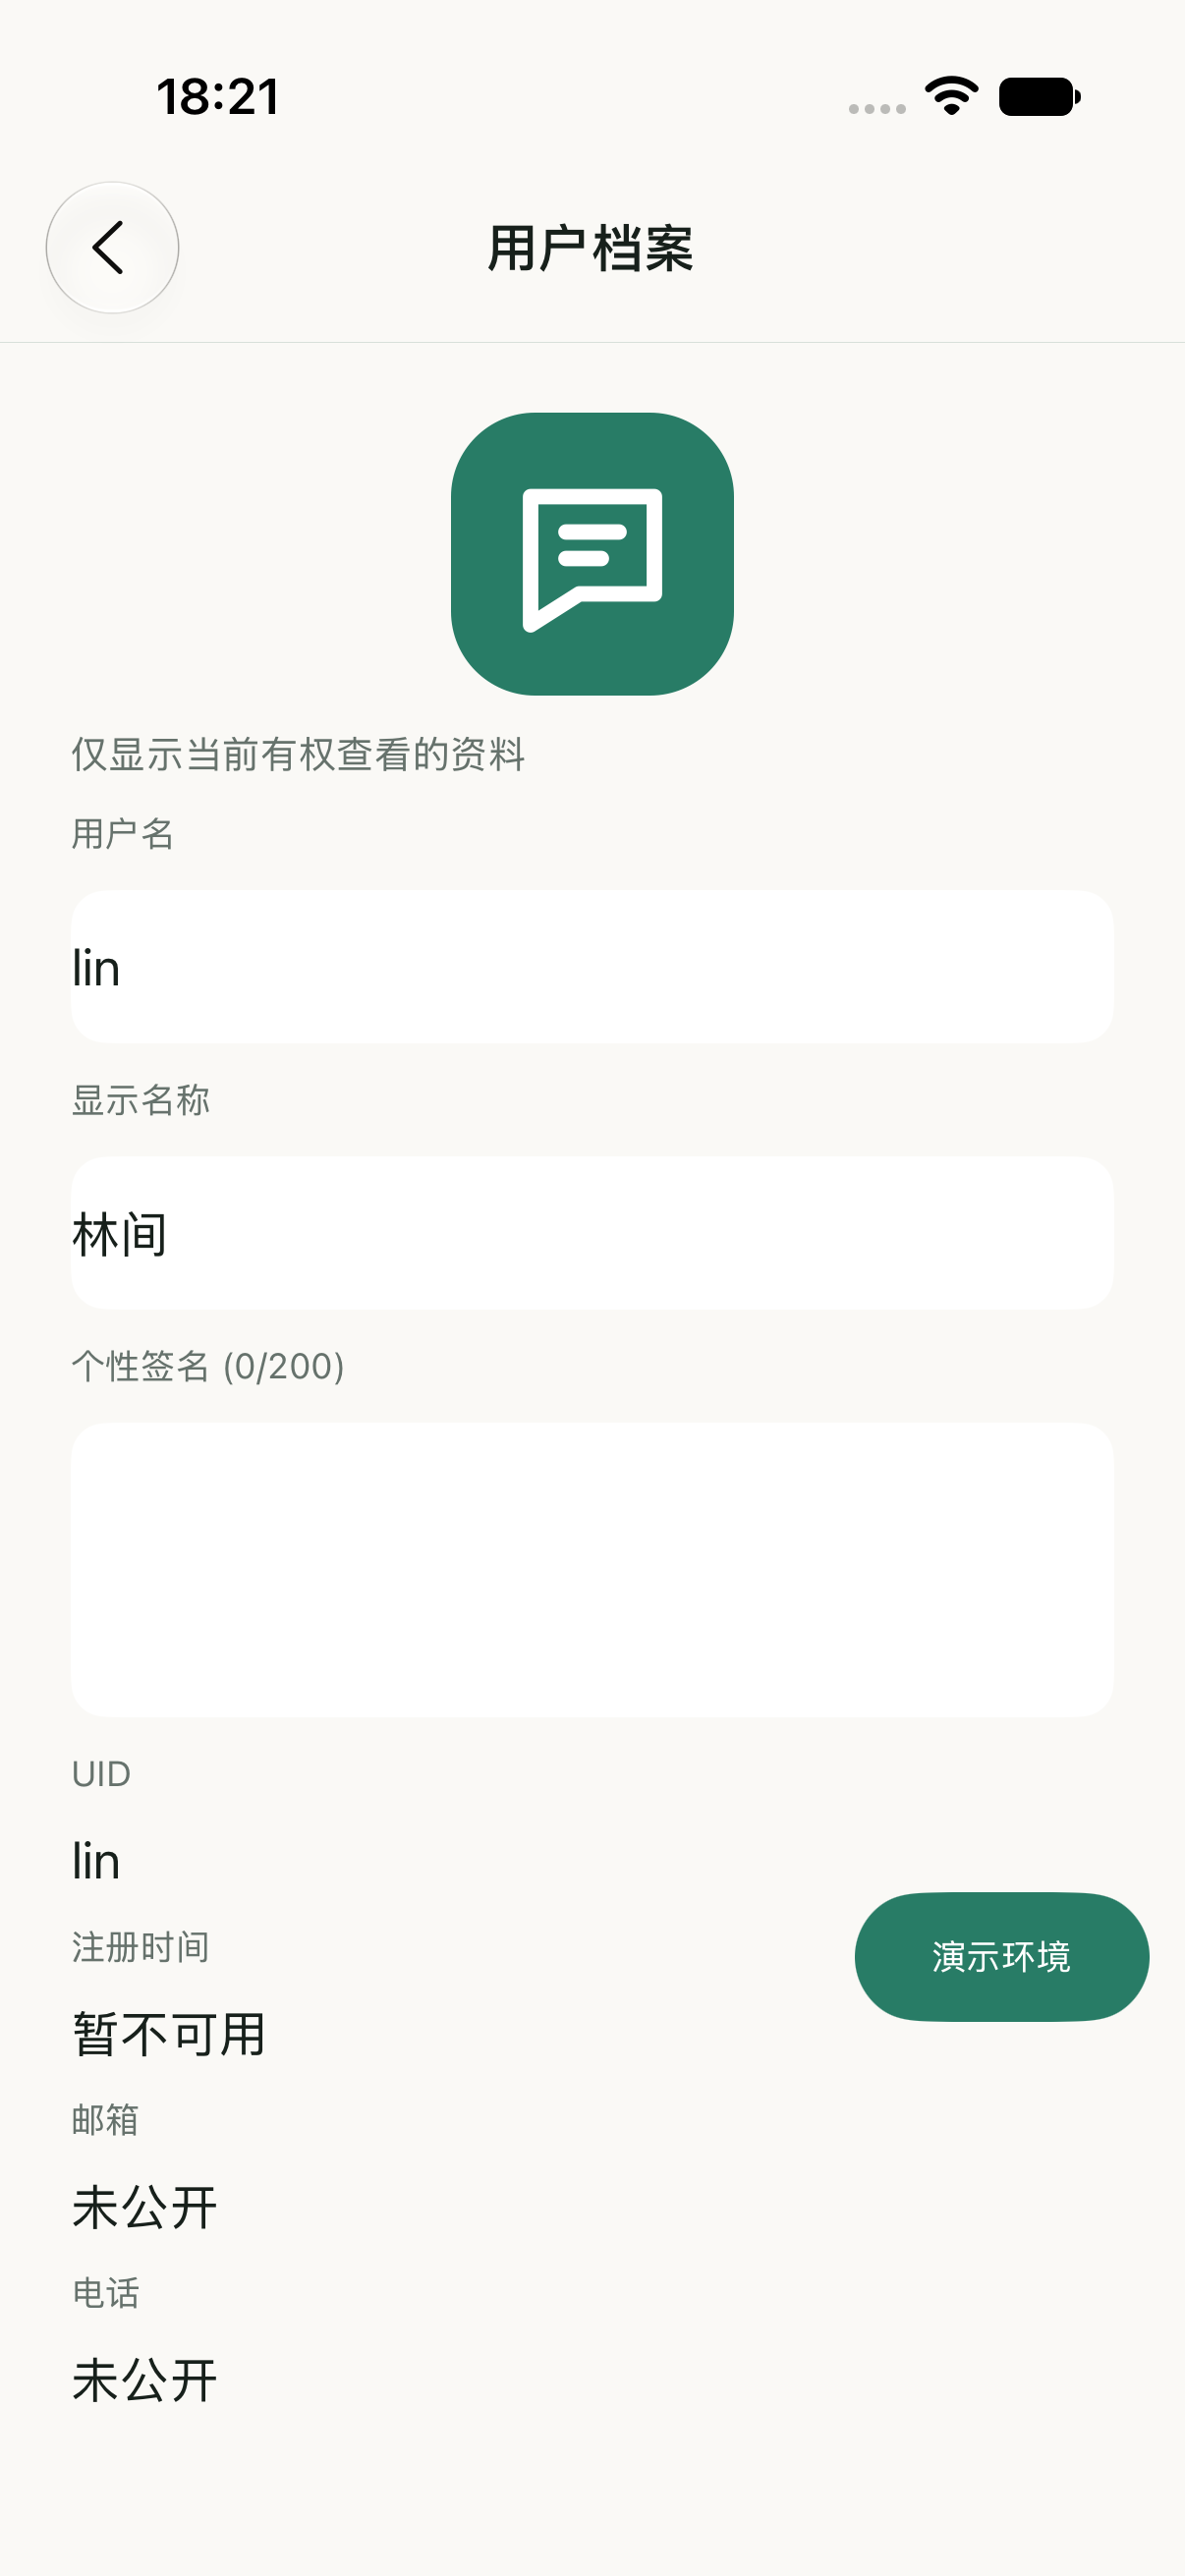 18:21
用户档案
仅显示当前有权查看的资料
用户名
lin
显示名称
林间
个性签名 (0/200)
UID
lin
注册时间
演示环境
暂不可用
邮箱
未公开
电话
未公开